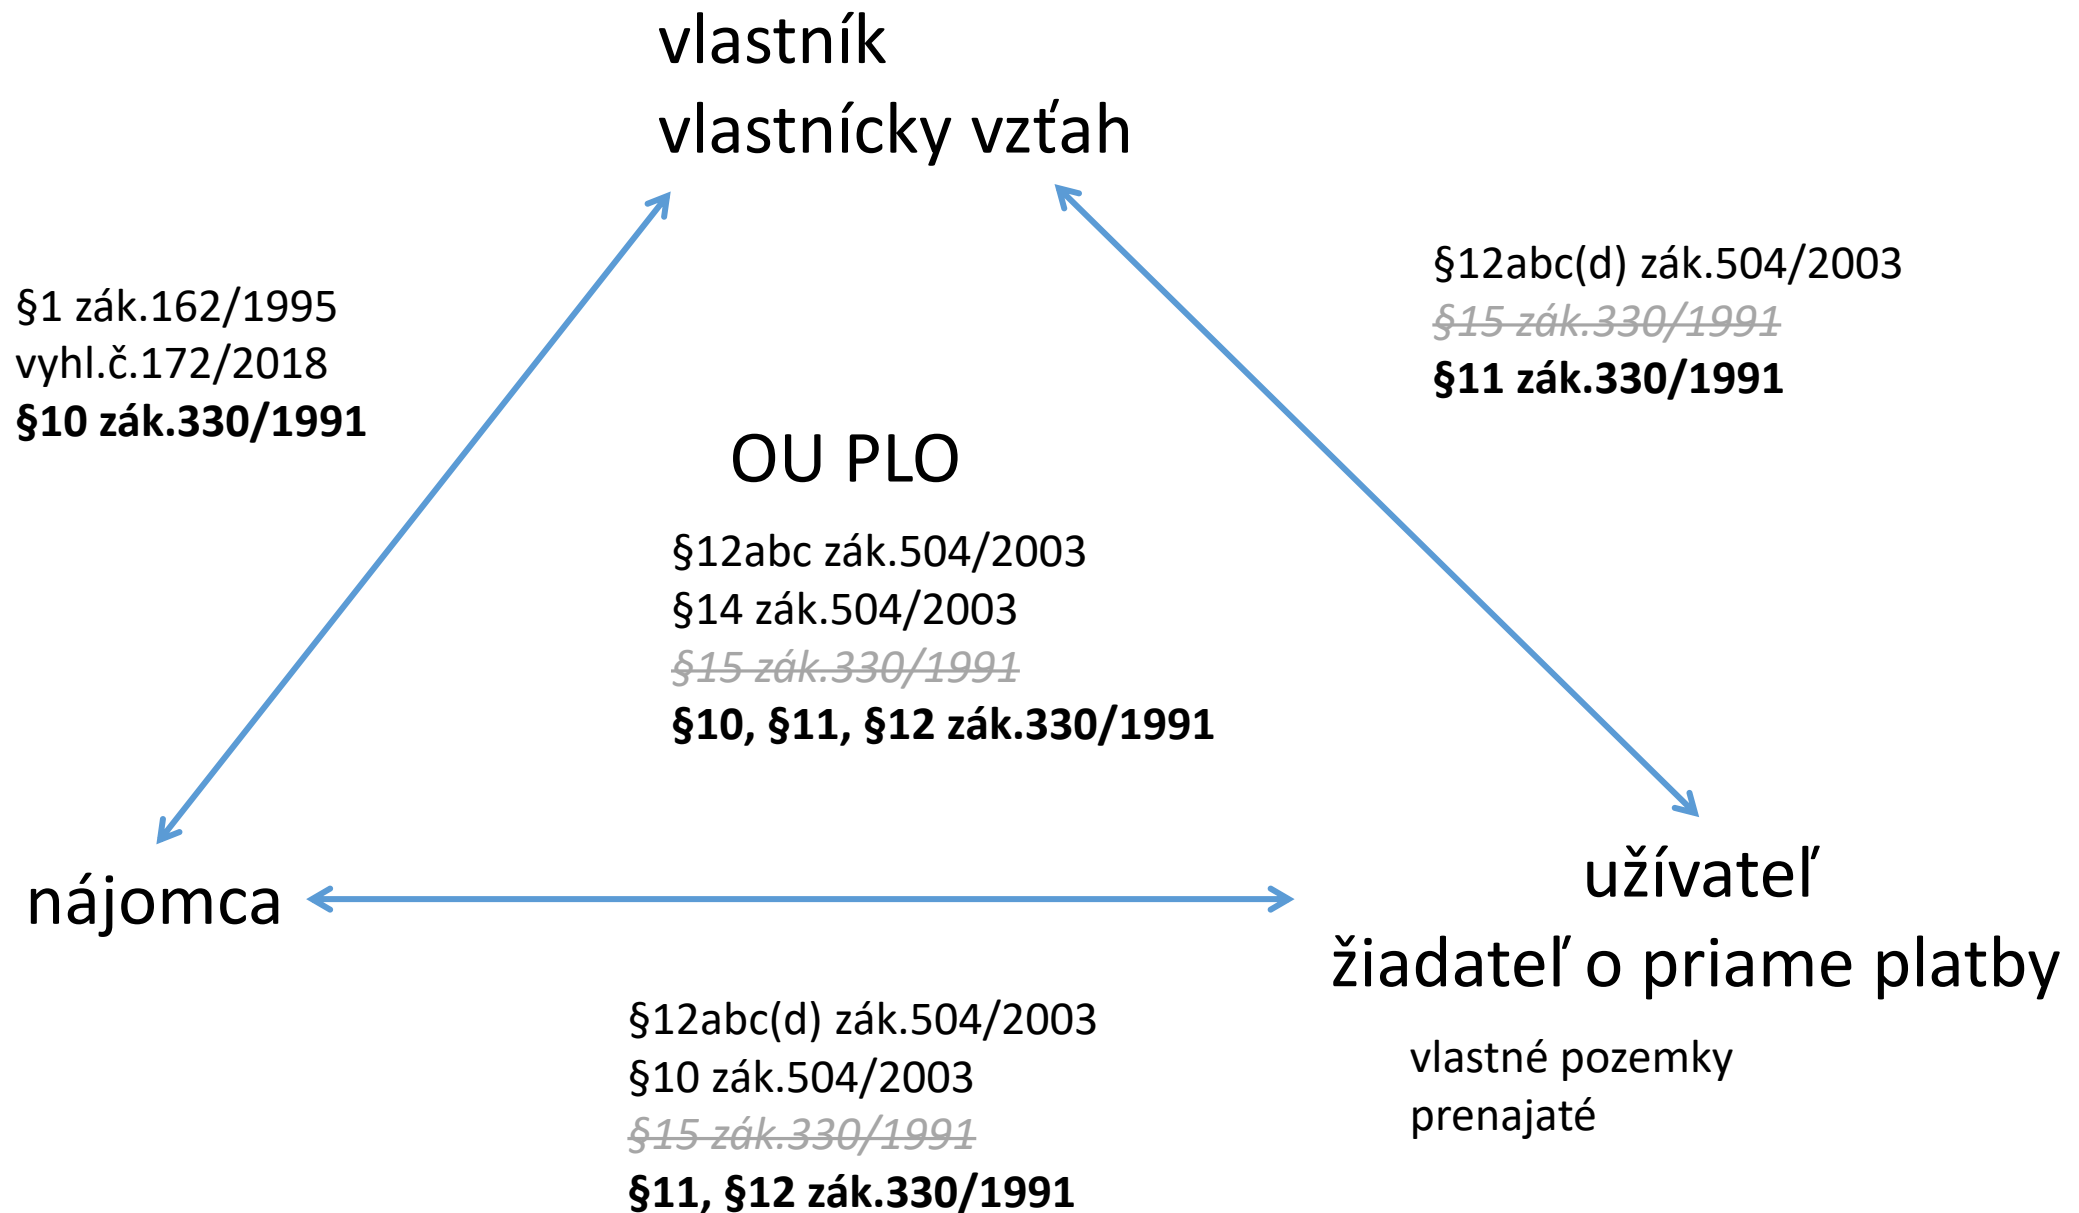 vlastník
vlastnícky vzťah
§1 zák.162/1995
vyhl.č.172/2018
§10 zák.330/1991
§12abc(d) zák.504/2003
§15 zák.330/1991
§11 zák.330/1991
OU PLO
§12abc zák.504/2003
§14 zák.504/2003
§15 zák.330/1991
§10, §11, §12 zák.330/1991
nájomca
užívateľ
žiadateľ o priame platby
vlastné pozemky
prenajaté
§12abc(d) zák.504/2003
§10 zák.504/2003
§15 zák.330/1991
§11, §12 zák.330/1991